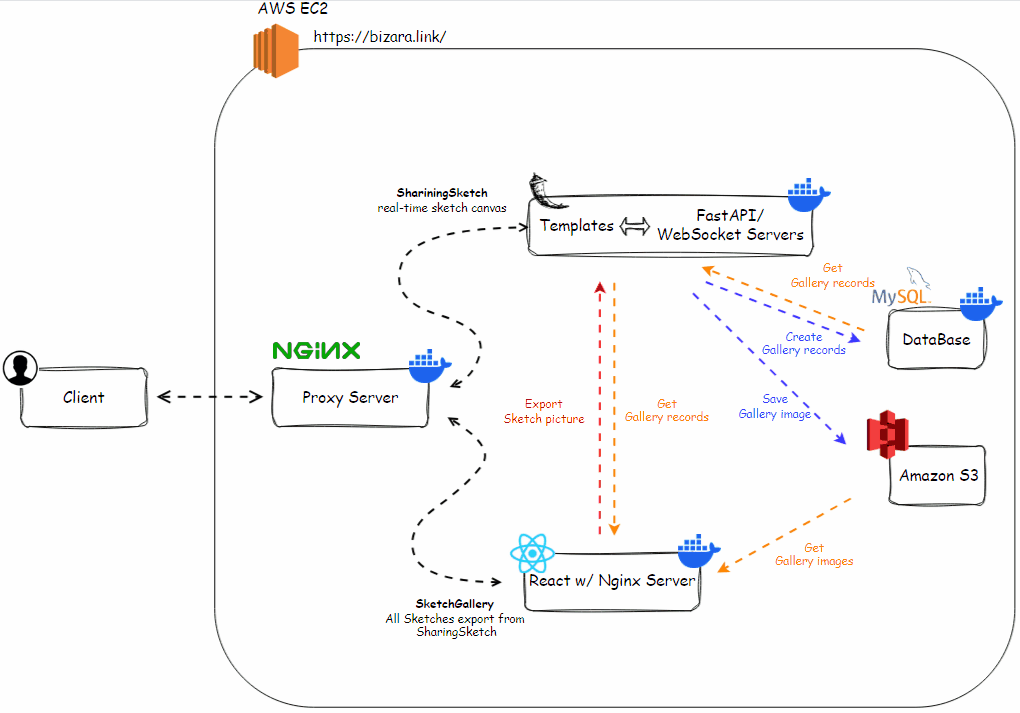 AWS EC2
https://bizara.link/
ShariningSketch
real-time sketch canvas
Templates
FastAPI/
WebSocket Servers
Get
Gallery records
MySQL
DataBase
Create
Gallery records
NGINX
Client
Proxy Server
Export
Sketch picture
Get
Gallery records
Save
Gallery image
Amazon S3
Get
Gallery images
React w/ Nginx Server
SketchGallery
All Sketches export from
SharingSketch